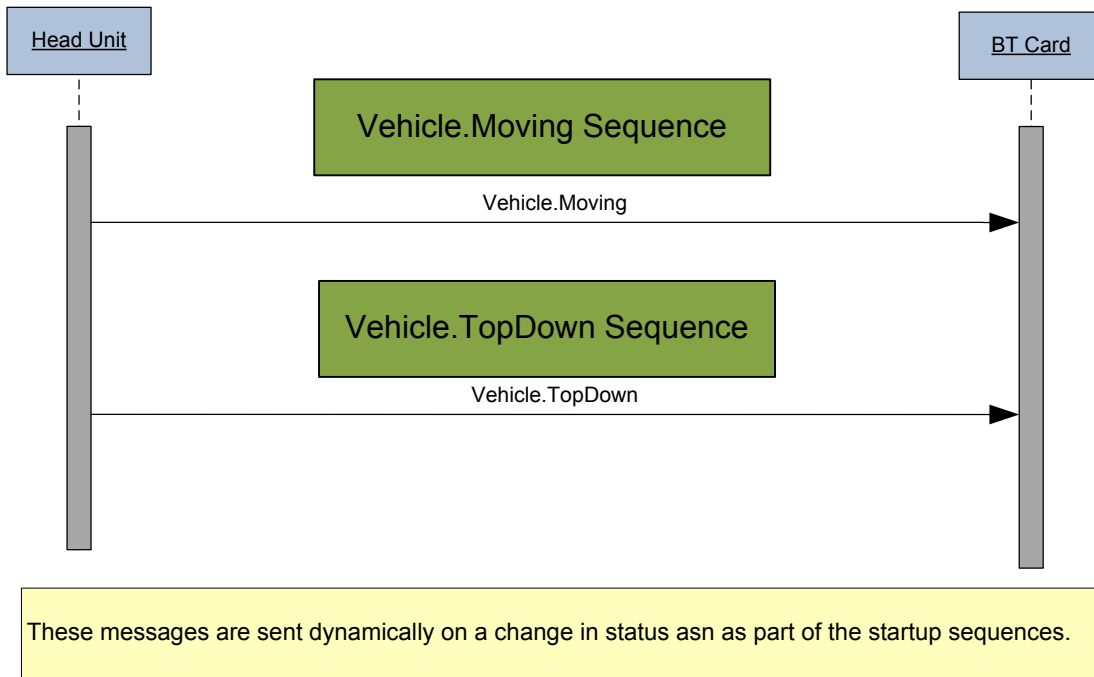 Head Unit
BT Card
Vehicle.Moving Sequence
Vehicle.Moving
Vehicle.TopDown Sequence
Vehicle.TopDown
These messages are sent dynamically on a change in status asn as part of the startup sequences.